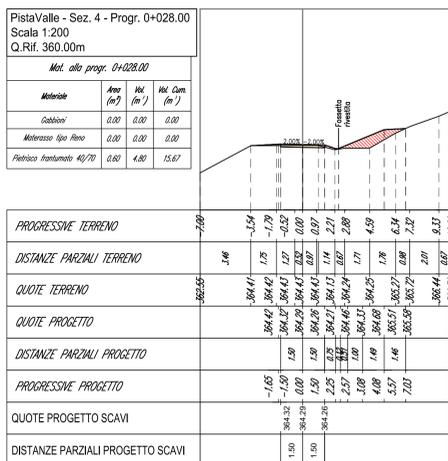 PistaValle - Sez. 4 - Progr. 0+028.00
Scala 1:200
Q.Rif. 360.00m
Mat. alla progr. 0+028.00
Materiale Area (m²) Vol. (m³) Vol. Cum. (m³)
Gabbioni 0.00 0.00 0.00
Materasso tipo Reno 0.00 0.00 0.00
Pietrisco frantumato 40/70 0.60 4.80 15.67
2.00% -2.00%
Fossetta
rivestita
PROGRESSIVE TERRENO -7.00 -3.54 -1.79 -0.52 0.00 0.97 2.21 2.88 4.59 6.34 7.32 9.33
DISTANZE PARZIALI TERRENO 3.46 1.75 1.27 0.52 0.97 1.14 0.67 1.71 1.76 0.98 2.01 0.67
QUOTE TERRENO 362.55 364.41 364.42 364.43 364.43 364.43 364.13 364.24 364.25 365.27 365.72 366.44
QUOTE PROGETTO 364.42 364.32 364.29 364.26 364.21 364.46 364.33 364.68 365.51 365.58
DISTANZE PARZIALI PROGETTO 1.50 1.50 0.75 1.00 1.49 1.46
PROGRESSIVE PROGETTO -1.65 -1.50 0.00 1.50 2.25 2.57 3.08 4.08 5.57 7.03
QUOTE PROGETTO SCAVI 364.32 364.29 364.26
DISTANZE PARZIALI PROGETTO SCAVI 1.50 1.50